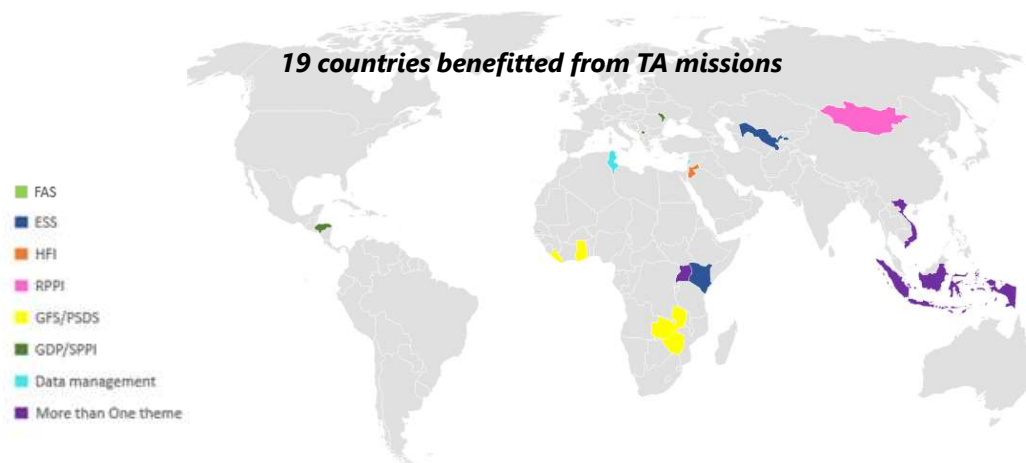 19 countries benefitted from TA missions
FAS
ESS
HFI
RPPI
GFS/PSDS
GDP/SPPI
Data management
More than One theme